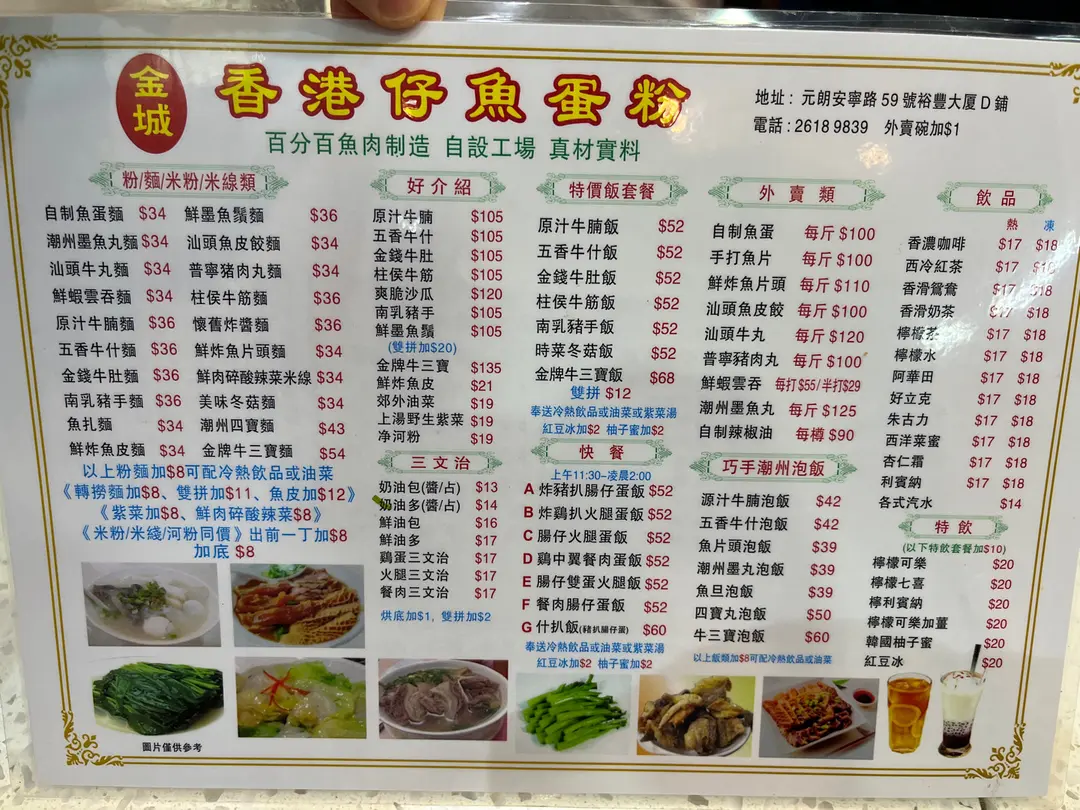 金城
香港仔魚蛋粉
百分百魚肉制造 自設工場 真材實料
地址：元朗安寧路59號裕豐大厦D鋪
電話：2618 9839 外賣碗加$1
粉/麵/米粉/米線類
自制魚蛋麵 $34 鮮墨魚鬚麵 $36
潮州墨魚丸麵 $34 汕頭魚皮餃麵 $34
汕頭牛丸麵 $34 普寧猪肉丸麵 $34
鮮蝦雲吞麵 $34 柱侯牛筋麵 $36
原汁牛腩麵 $36 懷舊炸醬麵 $36
五香牛什麵 $36 鮮炸魚片頭麵 $34
金錢牛肚麵 $36 鮮肉碎酸辣菜米線 $34
南乳豬手麵 $36 美味冬菇麵 $34
魚扎麵 $34 潮州四寶麵 $43
鮮炸魚皮麵 $34 金牌牛三寶麵 $54
以上粉麵加$8可配冷熱飲品或油菜
《轉撈麵加$8、雙拼加$11、魚皮加$12》
《紫菜加$8、鮮肉碎酸辣菜$8》
《米粉/米綫/河粉同價》出前一丁加$8
加底 $8
圖片僅供參考
好介紹
原汁牛腩 $105
五香牛什 $105
金錢牛肚 $105
柱侯牛筋 $105
爽脆沙瓜 $120
南乳豬手 $105
鮮墨魚鬚 $105
(雙拼加$20)
金牌牛三寶 $135
鮮炸魚皮 $21
郊外油菜 $19
上湯野生紫菜 $19
净河粉 $19
三文治
奶油包(醬/占) $13
奶油多(醬/占) $14
鮮油包 $16
鮮油多 $17
鷄蛋三文治 $17
火腿三文治 $17
餐肉三文治 $17
烘底加$1, 雙拼加$2
特價飯套餐
原汁牛腩飯 $52
五香牛什飯 $52
金錢牛肚飯 $52
柱侯牛筋飯 $52
南乳豬手飯 $52
時菜冬菇飯 $52
金牌牛三寶飯 $68
雙拼 $12
奉送冷熱飲品或油菜或紫菜湯
紅豆冰加$2 柚子蜜加$2
快餐
上午11:30-凌晨2:00
A 炸豬扒腸仔蛋飯 $52
B 炸鷄扒火腿蛋飯 $52
C 腸仔火腿蛋飯 $52
D 鷄中翼餐肉蛋飯 $52
E 腸仔雙蛋火腿飯 $52
F 餐肉腸仔蛋飯 $52
G 什扒飯(豬扒腸仔蛋) $60
奉送冷熱飲品或油菜或紫菜湯
紅豆冰加$2 柚子蜜加$2
外賣類
自制魚蛋 每斤$100
手打魚片 每斤$100
鮮炸魚片頭 每斤$110
汕頭魚皮餃 每斤$100
汕頭牛丸 每斤$120
普寧豬肉丸 每斤$100
鮮蝦雲吞 每打$55/半打$29
潮州墨魚丸 每斤$125
自制辣椒油 每樽$90
巧手潮州泡飯
源汁牛腩泡飯 $42
五香牛什泡飯 $42
魚片頭泡飯 $39
潮州墨丸泡飯 $39
魚旦泡飯 $39
四寶丸泡飯 $50
牛三寶泡飯 $60
以上飯類加$8可配冷熱飲品或油菜
飲品
熱 凍
香濃咖啡 $17 $18
西冷紅茶 $17 $18
香滑鴛鴦 $17 $18
香滑奶茶 $17 $18
檸檬茶 $17 $18
檸檬水 $17 $18
阿華田 $17 $18
好立克 $17 $18
朱古力 $17 $18
西洋菜蜜 $17 $18
杏仁霜 $17 $18
利賓納 $17 $18
各式汽水 $14
特飲
(以下特飲套餐加$10)
檸檬可樂 $20
檸檬七喜 $20
檸利賓納 $20
檸檬可樂加薑 $20
韓國柚子蜜 $20
紅豆冰 $20